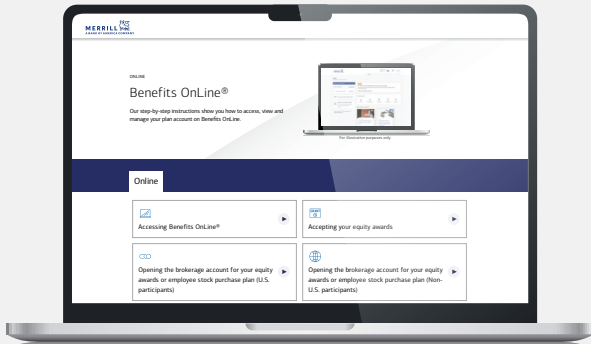 MERRILL
A BANK OF AMERICA COMPANY
ONLINE
Benefits OnLine®
Our step-by-step instructions show you how to access, view and
manage your plan account on Benefits OnLine.
For illustrative purposes only
Online
Accessing Benefits OnLine®
Accepting your equity awards
Opening the brokerage account for your equity
awards or employee stock purchase plan (U.S.
participants)
Opening the brokerage account for your equity
awards or employee stock purchase plan (Non-
U.S. participants)